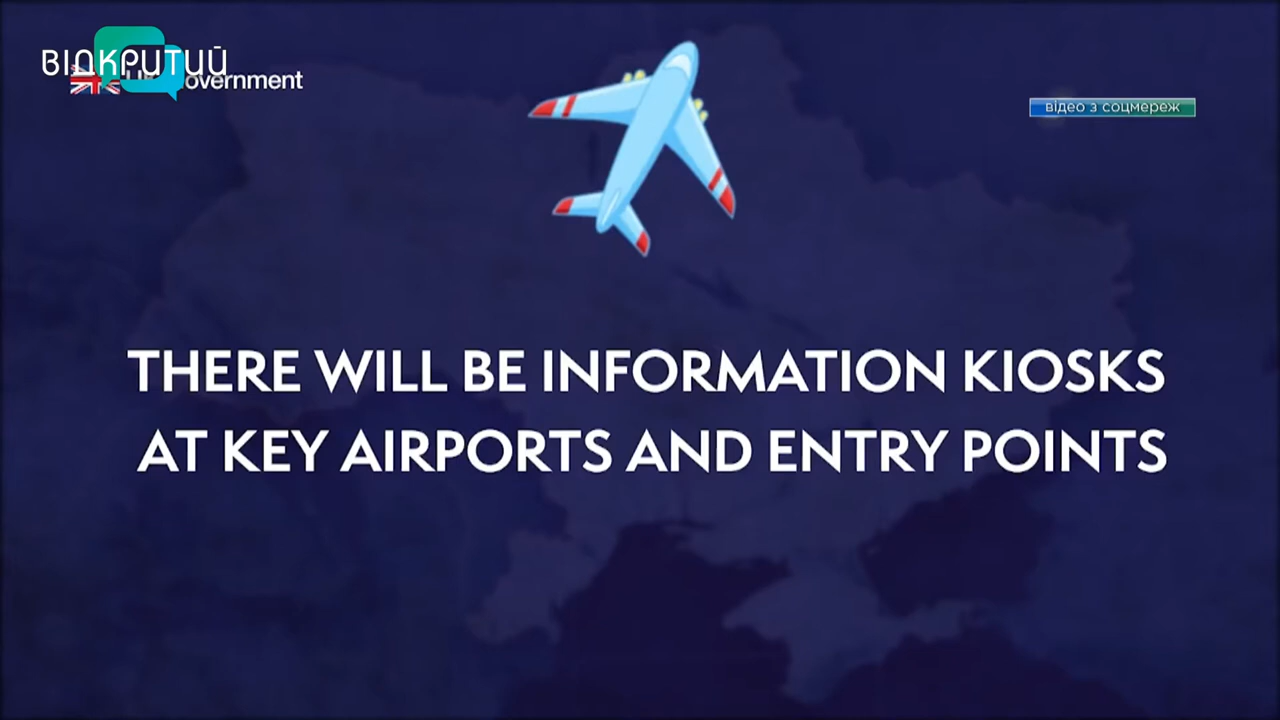 ВІДКРИТИЙ
overnment
відео з соцмереж
THERE WILL BE INFORMATION KIOSKS
AT KEY AIRPORTS AND ENTRY POINTS